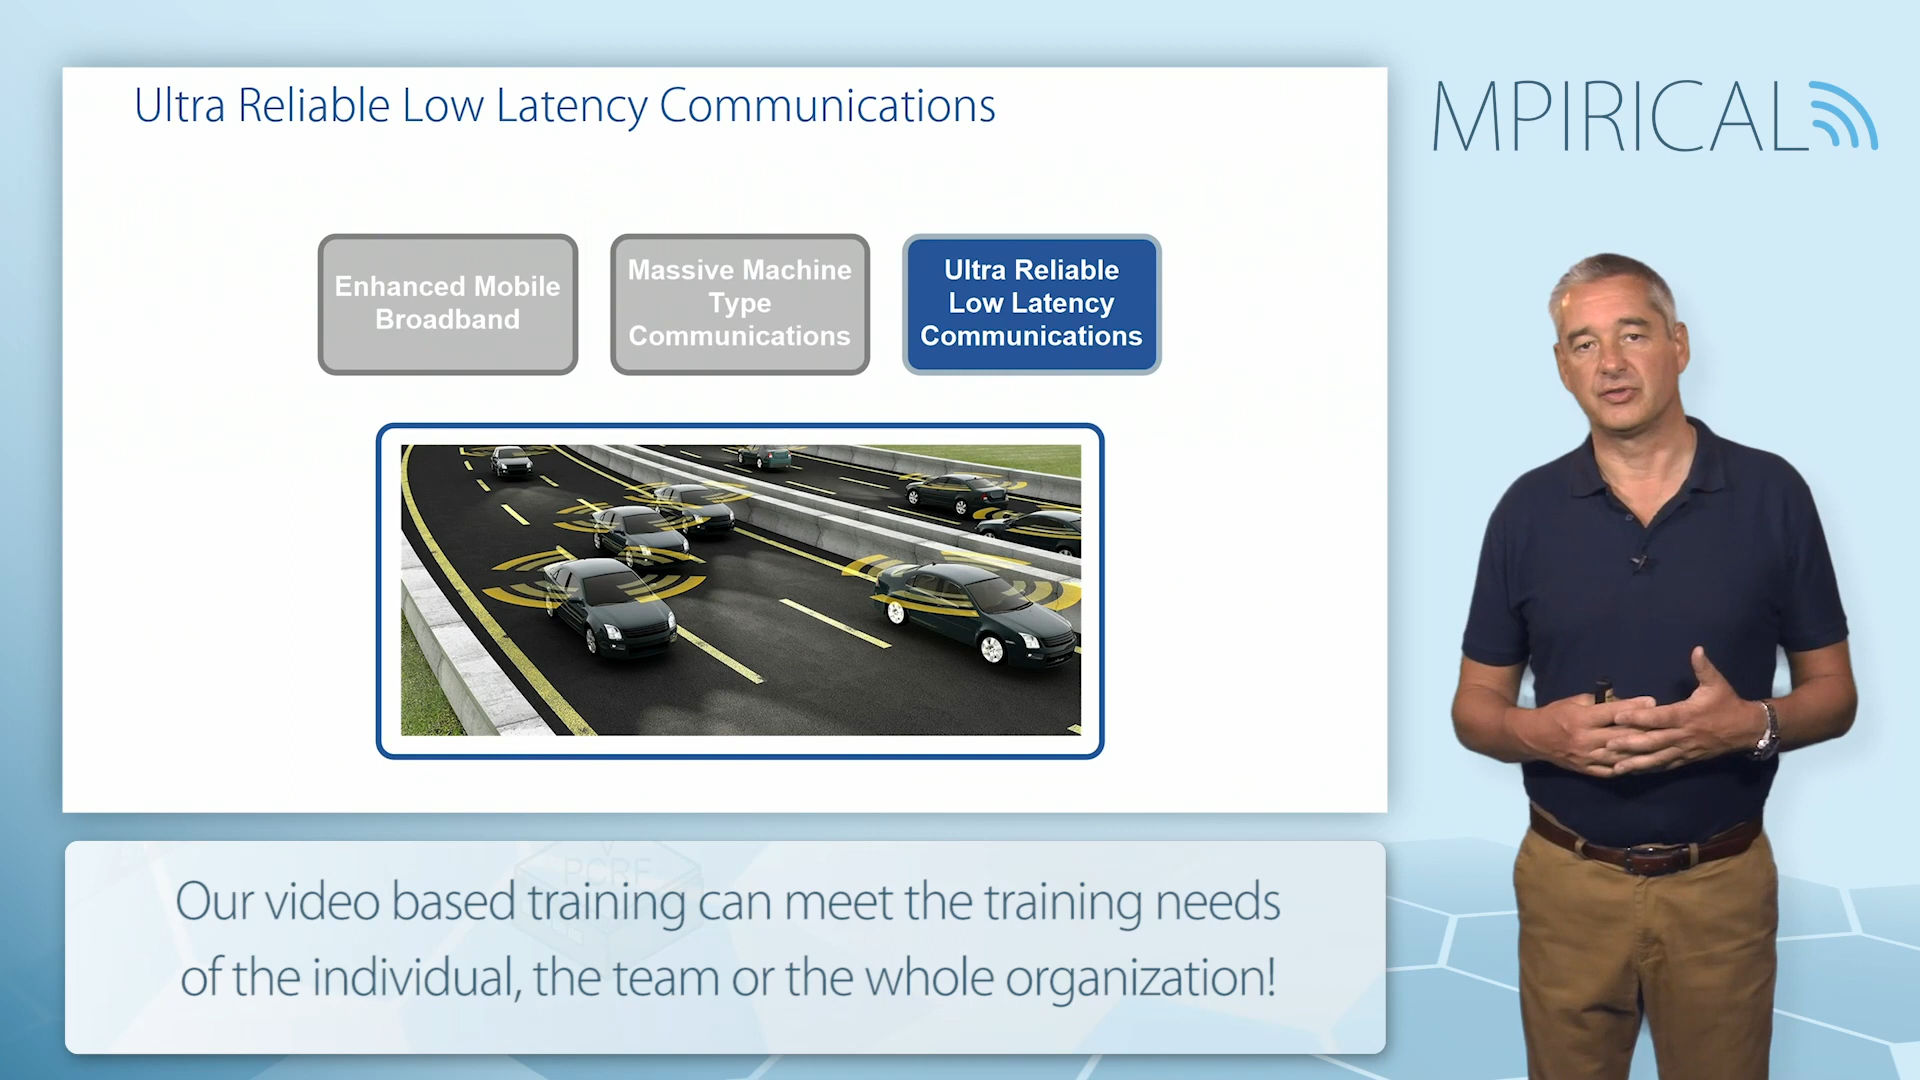 Ultra Reliable Low Latency Communications
MPIRICAL
Enhanced Mobile
Broadband
Massive Machine
Type
Communications
Ultra Reliable
Low Latency
Communications
PCRF
Our video based training can meet the training needs
of the individual, the team or the whole organization!